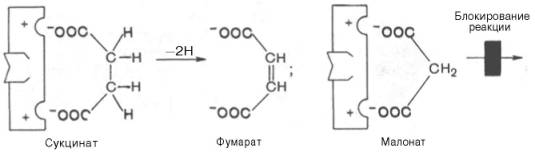 Блокирование
реакции
⁻OOC H
C—H
—2H
C—H
⁻OOC H
⁻OOC
CH
CH
⁻OOC
;
⁻OOC
CH₂
⁻OOC
+
+
+
+
Сукцинат
Фумарат
Малонат